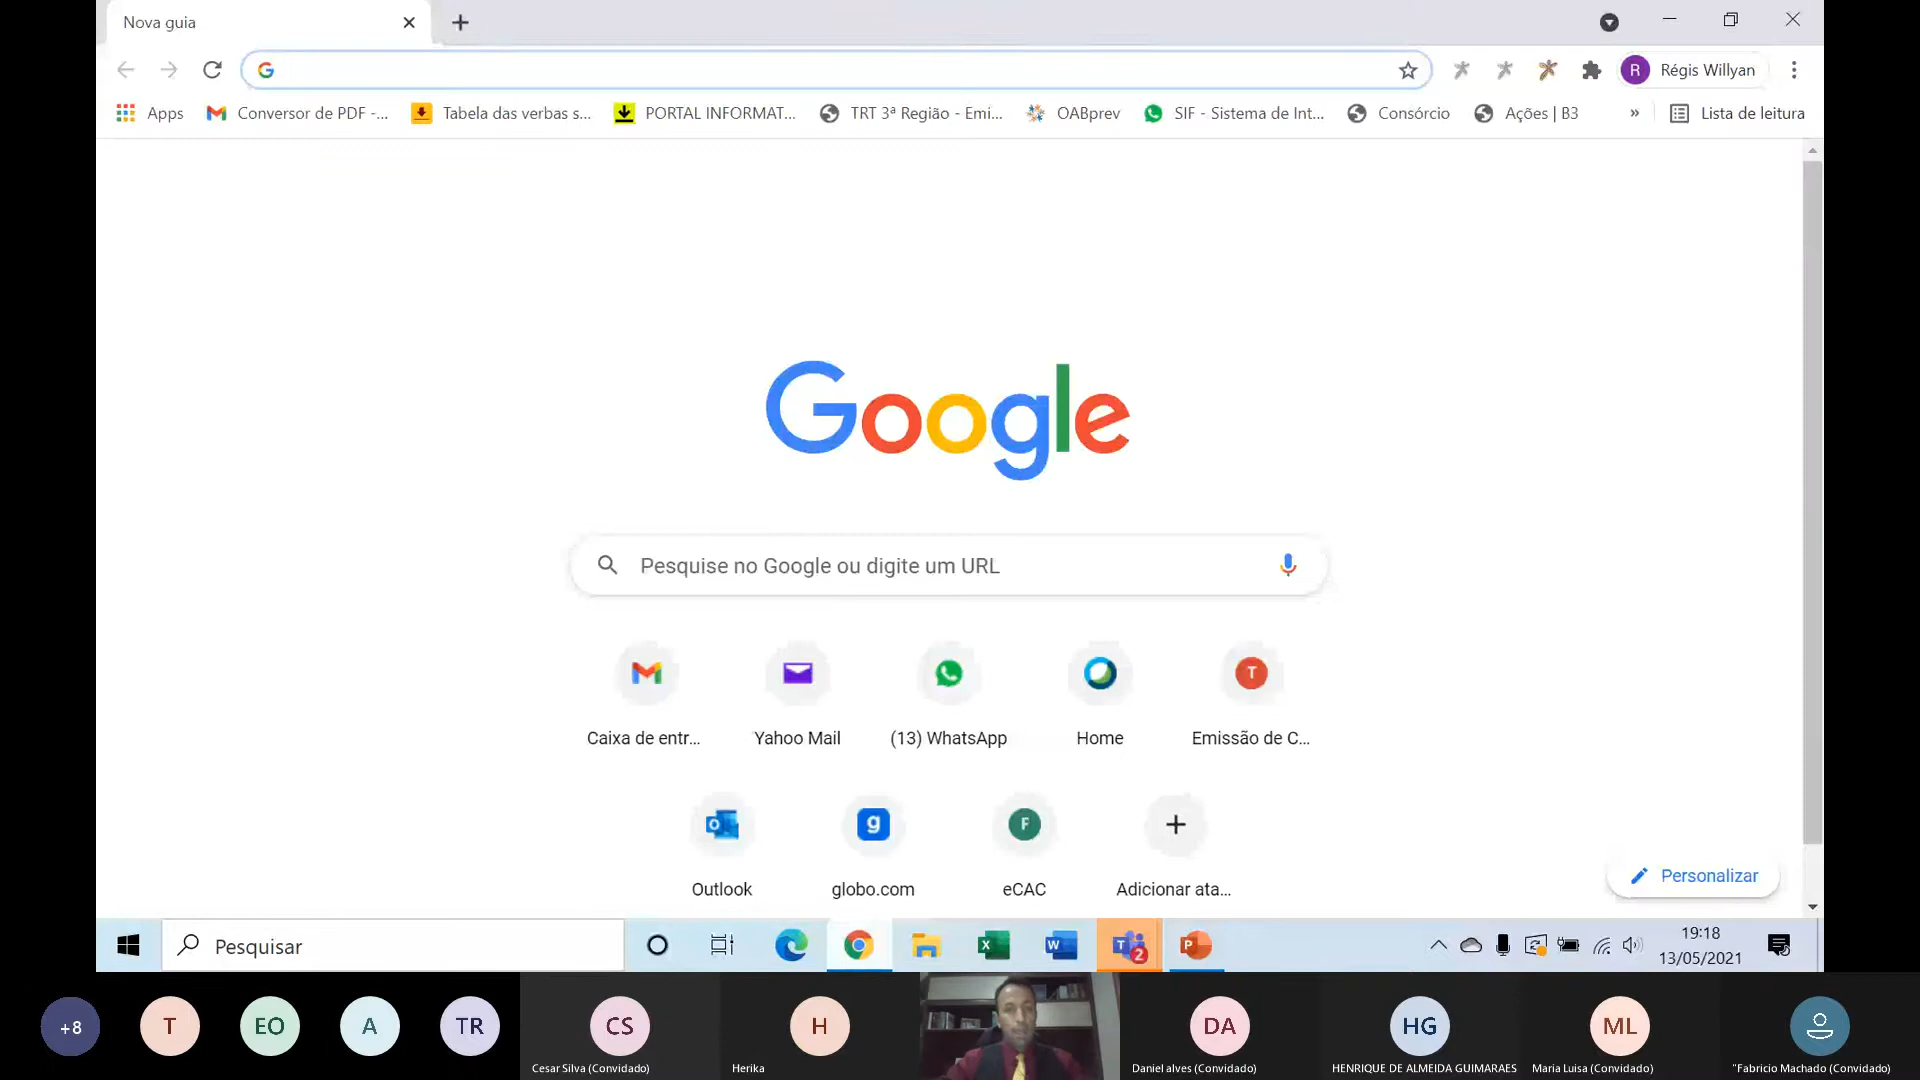 Nova guia
R Régis Willyan
Apps Conversor de PDF -... Tabela das verbas s... PORTAL INFORMAT... TRT 3ª Região - Emi... OABprev SIF - Sistema de Int... Consórcio Ações | B3 » Lista de leitura
Google
Pesquise no Google ou digite um URL
T
Caixa de entr... Yahoo Mail (13) WhatsApp Home Emissão de C...
g F
Outlook globo.com eCAC Adicionar ata...
Personalizar
Pesquisar
2
19:18
13/05/2021
+8 T EO A TR CS H DA HG ML
Cesar Silva (Convidado) Herika Daniel alves (Convidado) HENRIQUE DE ALMEIDA GUIMARAES Maria Luisa (Convidado) "Fabricio Machado (Convidado)